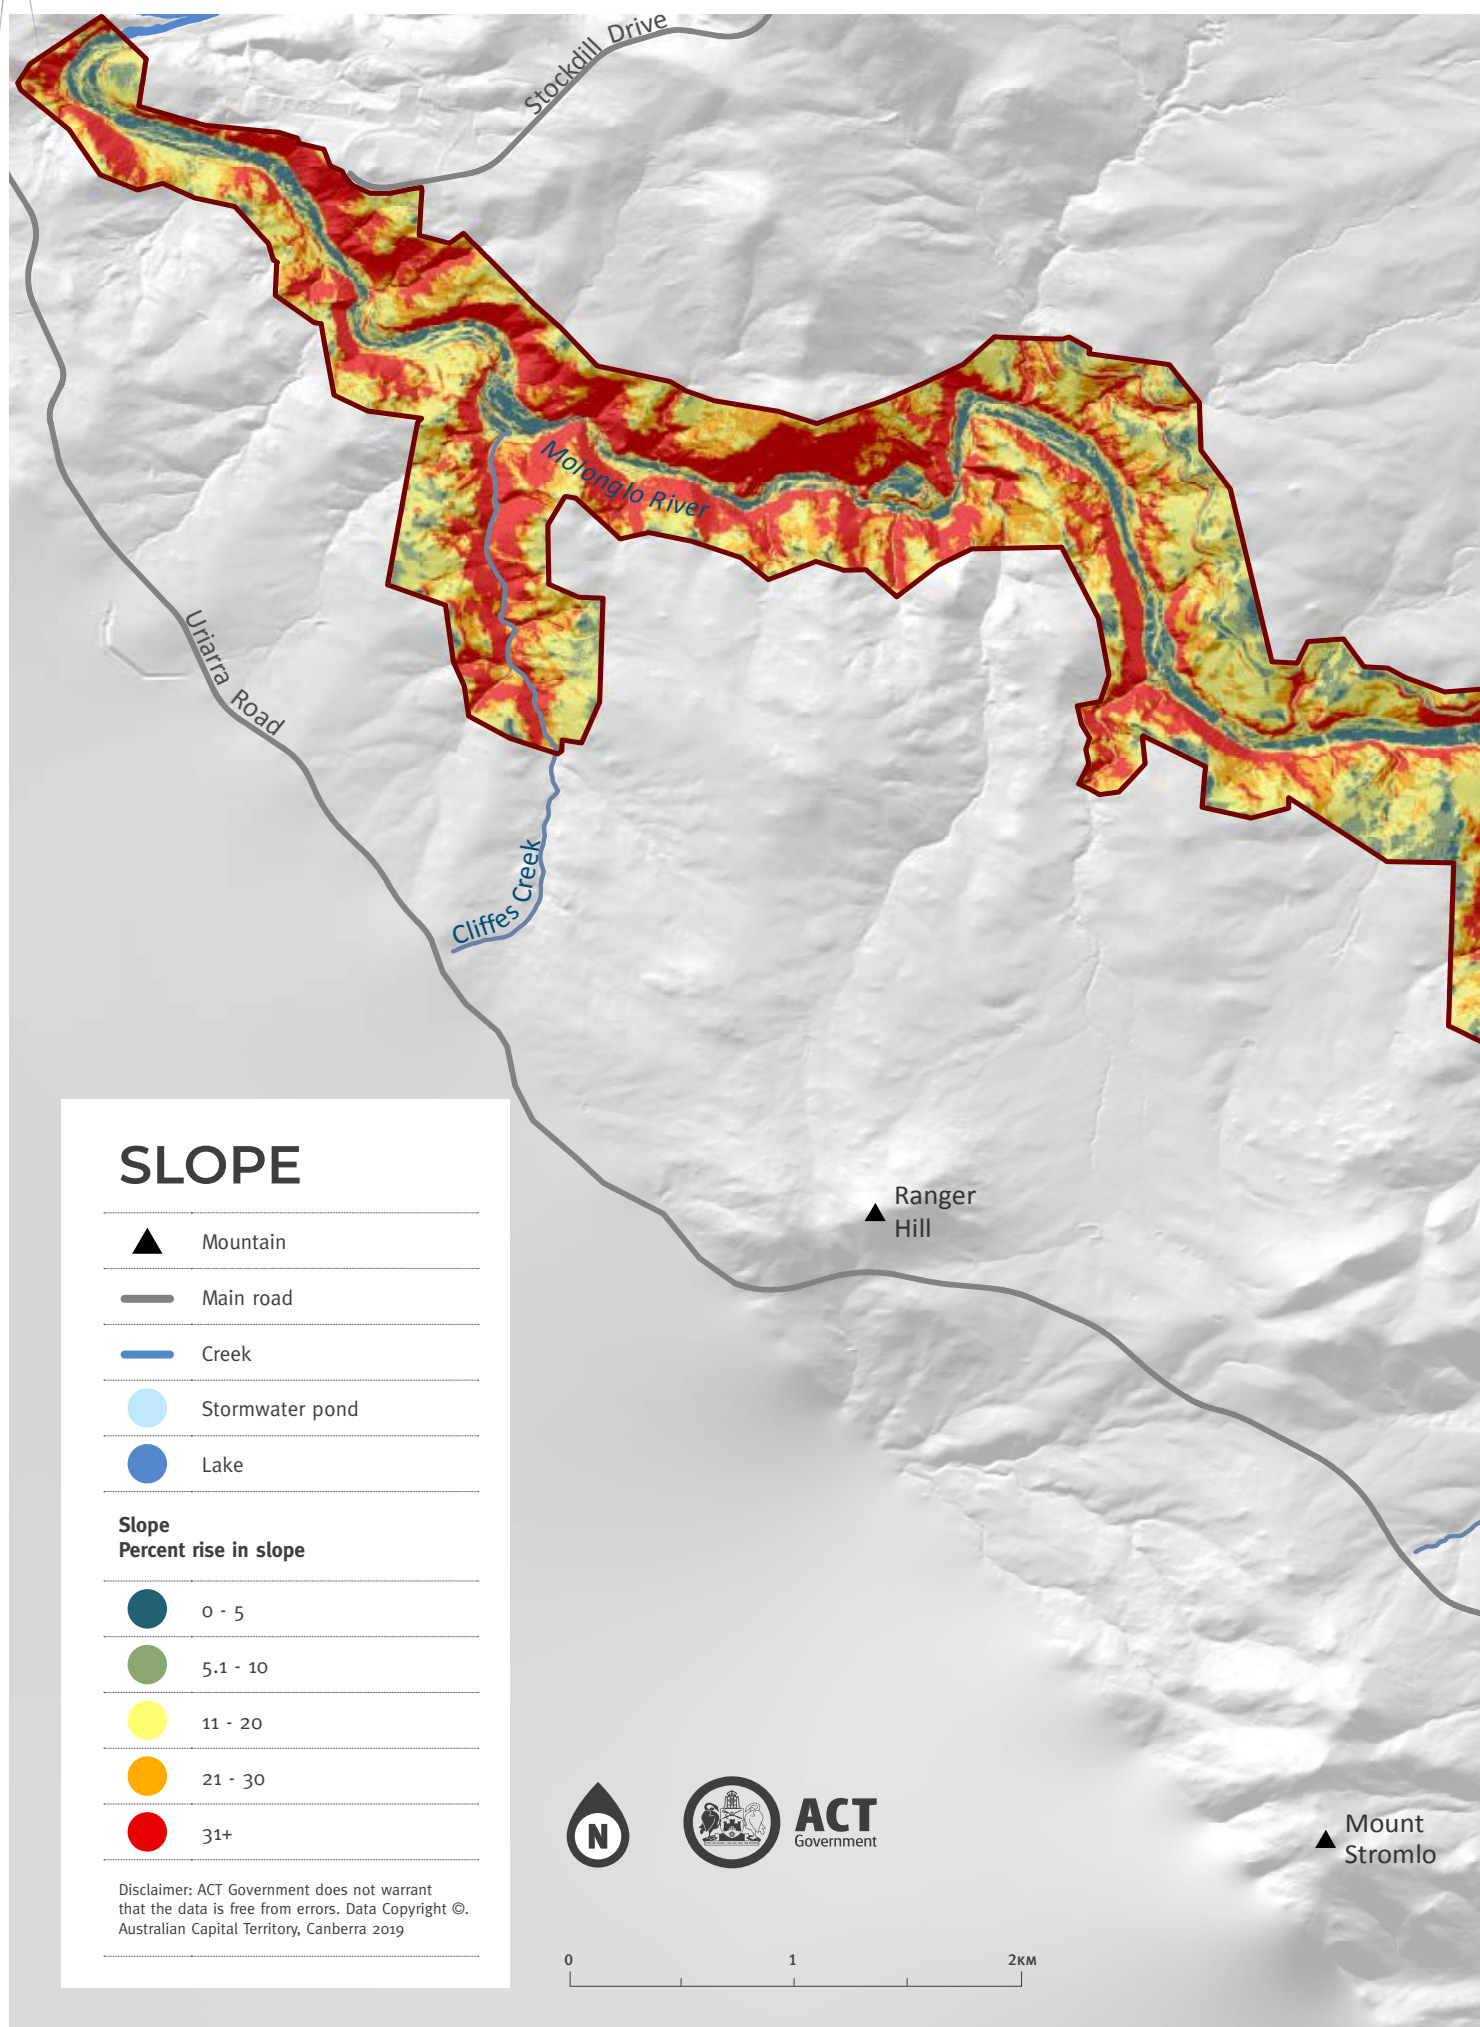 Stockdill Drive
Molonglo River
Uriarra Road
Cliffes Creek
Ranger
Hill
SLOPE
Mountain
Main road
Creek
Stormwater pond
Lake
Slope
Percent rise in slope
0 - 5
5.1 - 10
11 - 20
21 - 30
31+
Disclaimer: ACT Government does not warrant
that the data is free from errors. Data Copyright ©.
Australian Capital Territory, Canberra 2019
N
ACT
Government
Mount
Stromlo
0 1 2KM